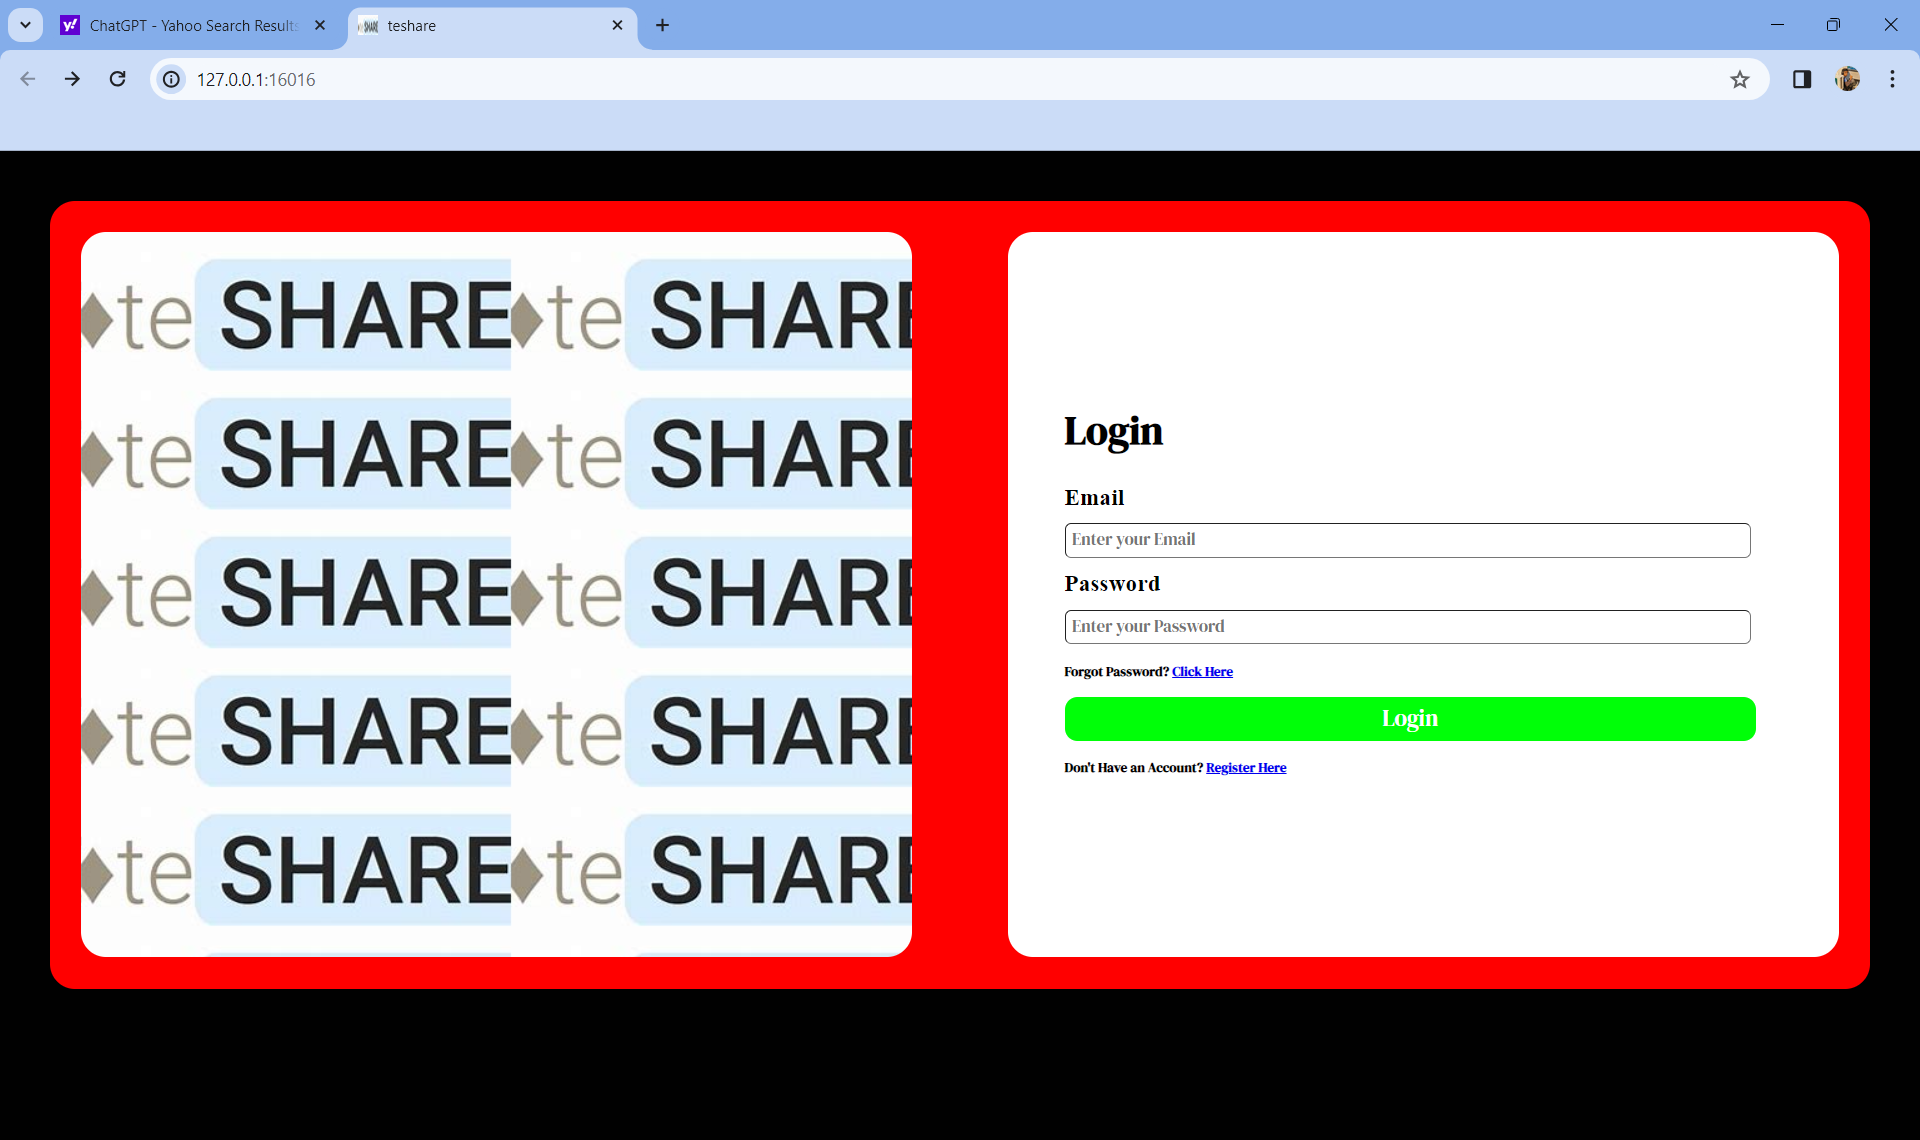 ChatGPT - Yahoo Search Results
teshare
127.0.0.1:16016
te SHARE te SHARE
te SHARE te SHARE
te SHARE te SHARE
te SHARE te SHARE
te SHARE te SHARE
Login
Email
Enter your Email
Password
Enter your Password
Forgot Password? Click Here
Login
Don't Have an Account? Register Here